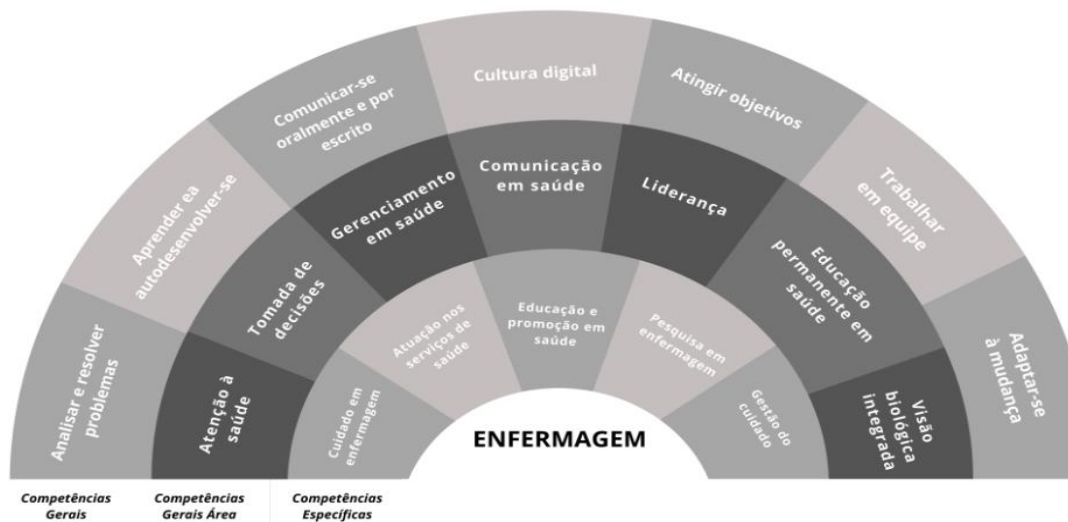 Analisar e resolver
problemas
Aprender ea
autodesenvolver-se
Comunicar-se
oralmente e por
escrito
Cultura digital
Atingir objetivos
Trabalhar
em equipe
Adaptar-se
à mudança
Atenção à
saúde
Tomada de
decisões
Gerenciamento
em saúde
Comunicação
em saúde
Liderança
Educação
permanente em
saúde
Visão
biológica
integrada
Cuidado em
enfermagem
Atuação nos
serviços de
saúde
Educação e
promoção em
saúde
Pesquisa em
enfermagem
Gestão do
cuidado
ENFERMAGEM
Competências
Gerais
Competências
Gerais Área
Competências
Específicas